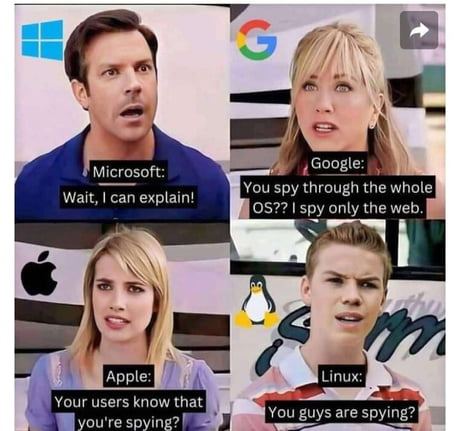 Microsoft:
Wait, I can explain!
Google:
You spy through the whole
OS?? I spy only the web.
Apple:
Your users know that
you're spying?
Linux:
You guys are spying?